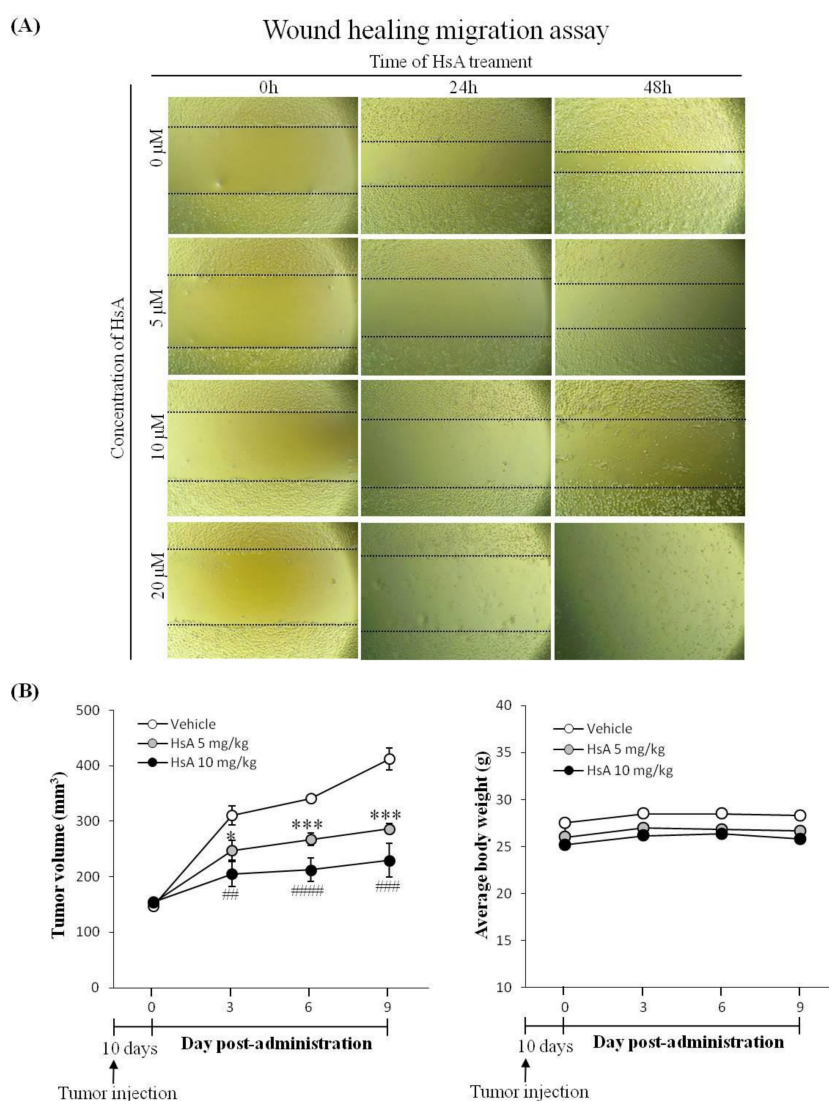 (A)
Wound healing migration assay
Time of HsA treament
0h 24h 48h
Concentration of HsA
0 µM
5 µM
10 µM
20 µM
(B)
Tumor volume (mm³)
500
400
300
200
100
0
Vehicle
HsA 5 mg/kg
HsA 10 mg/kg
* *** ***
## #### ###
0 3 6 9
10 days Day post-administration
Tumor injection
Average body weight (g)
40
35
30
25
20
15
10
Vehicle
HsA 5 mg/kg
HsA 10 mg/kg
0 3 6 9
10 days Day post-administration
Tumor injection